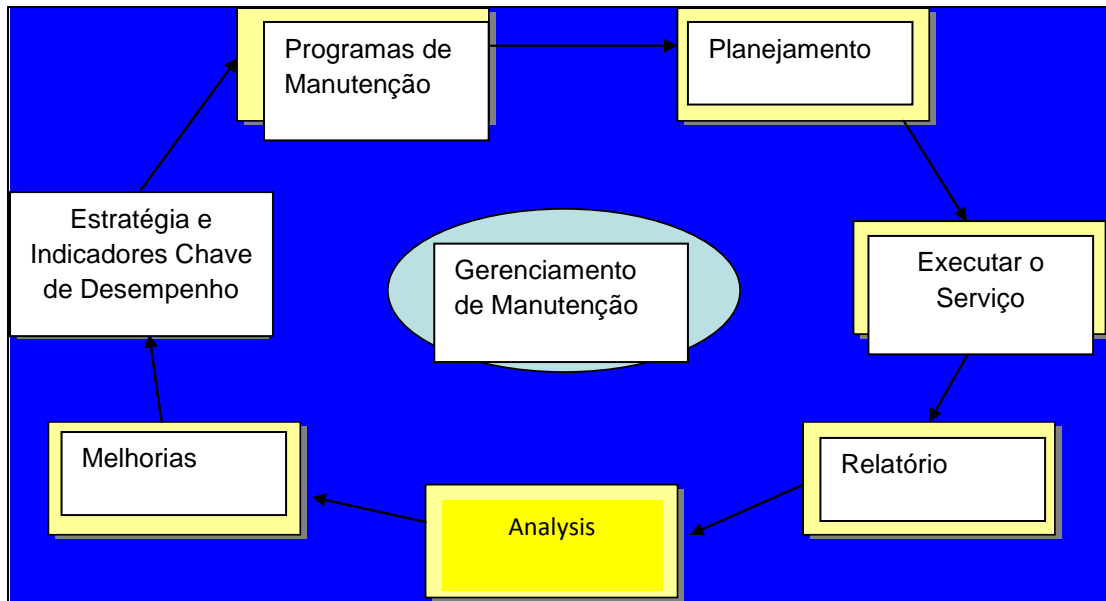 Programas de
Manutenção
Planejamento
Estratégia e
Indicadores Chave
de Desempenho
Gerenciamento
de Manutenção
Executar o
Serviço
Melhorias
Relatório
Analysis